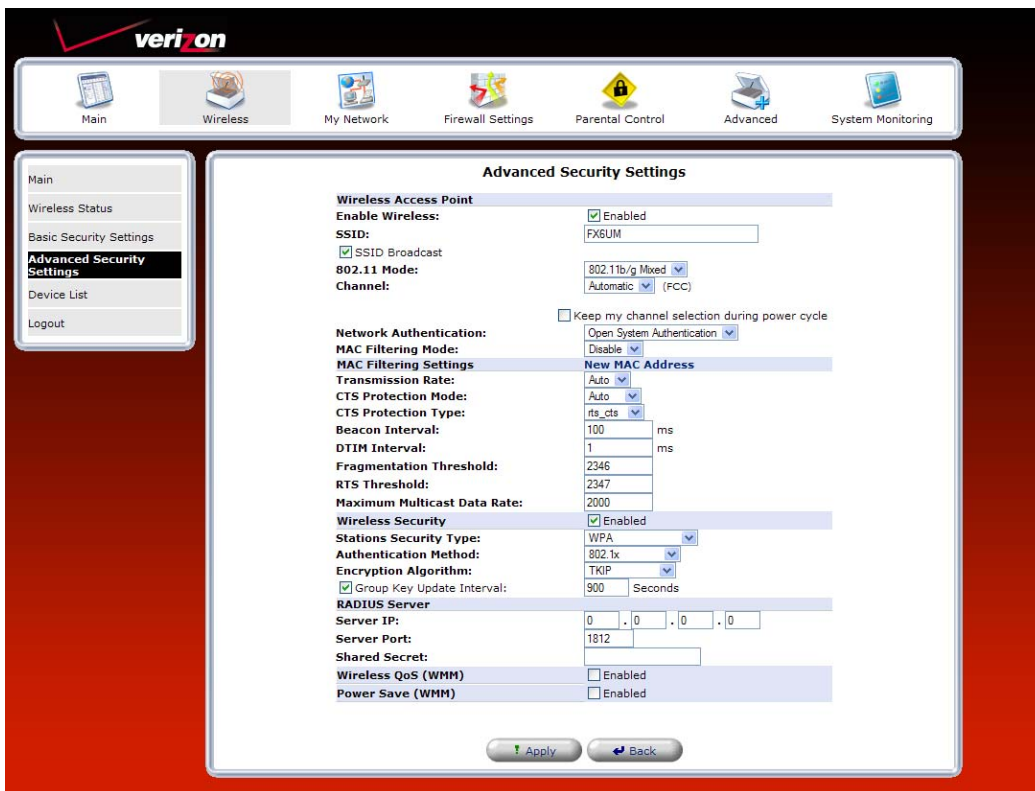 verizon
Main Wireless My Network Firewall Settings Parental Control Advanced System Monitoring
Main
Wireless Status
Basic Security Settings
Advanced Security
Settings
Device List
Logout
Advanced Security Settings
Wireless Access Point
Enable Wireless: Enabled
SSID: FX6UM
SSID Broadcast
802.11 Mode: 802.11b/g Mixed
Channel: Automatic (FCC)
Keep my channel selection during power cycle
Network Authentication: Open System Authentication
MAC Filtering Mode: Disable
MAC Filtering Settings New MAC Address
Transmission Rate: Auto
CTS Protection Mode: Auto
CTS Protection Type: rts_cts
Beacon Interval: 100 ms
DTIM Interval: 1 ms
Fragmentation Threshold: 2346
RTS Threshold: 2347
Maximum Multicast Data Rate: 2000
Wireless Security Enabled
Stations Security Type: WPA
Authentication Method: 802.1x
Encryption Algorithm: TKIP
Group Key Update Interval: 900 Seconds
RADIUS Server
Server IP: 0 . 0 . 0 . 0
Server Port: 1812
Shared Secret:
Wireless QoS (WMM) Enabled
Power Save (WMM) Enabled
Apply Back